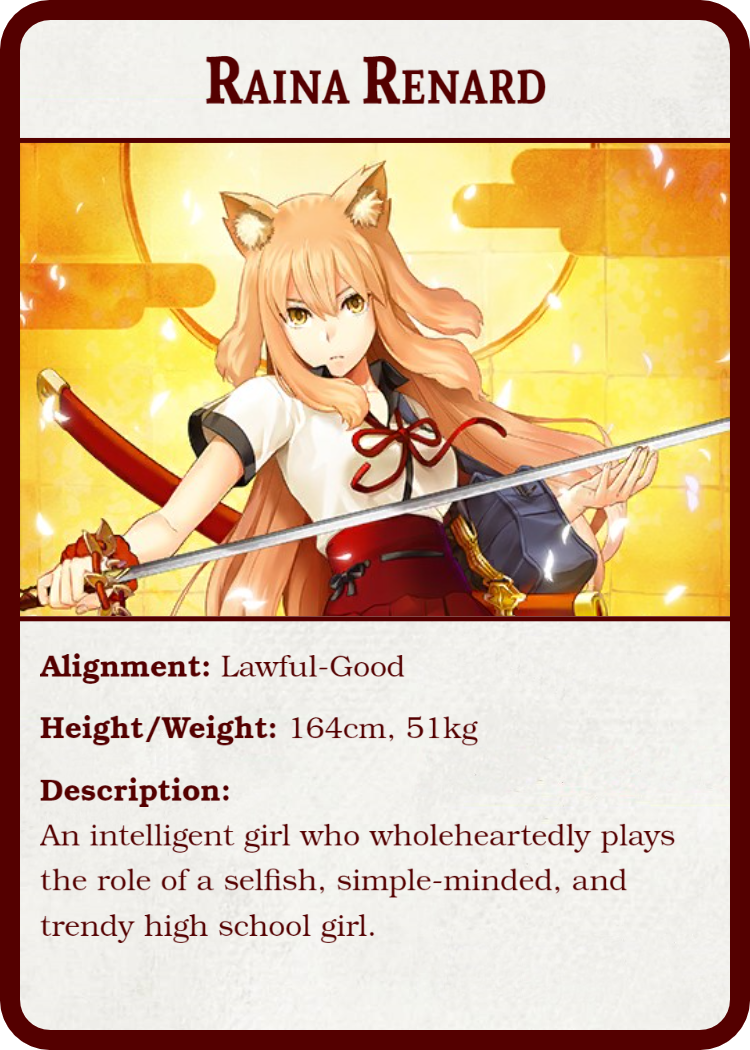 Raina Renard
Alignment: Lawful-Good
Height/Weight: 164cm, 51kg
Description:
An intelligent girl who wholeheartedly plays
the role of a selfish, simple-minded, and
trendy high school girl.